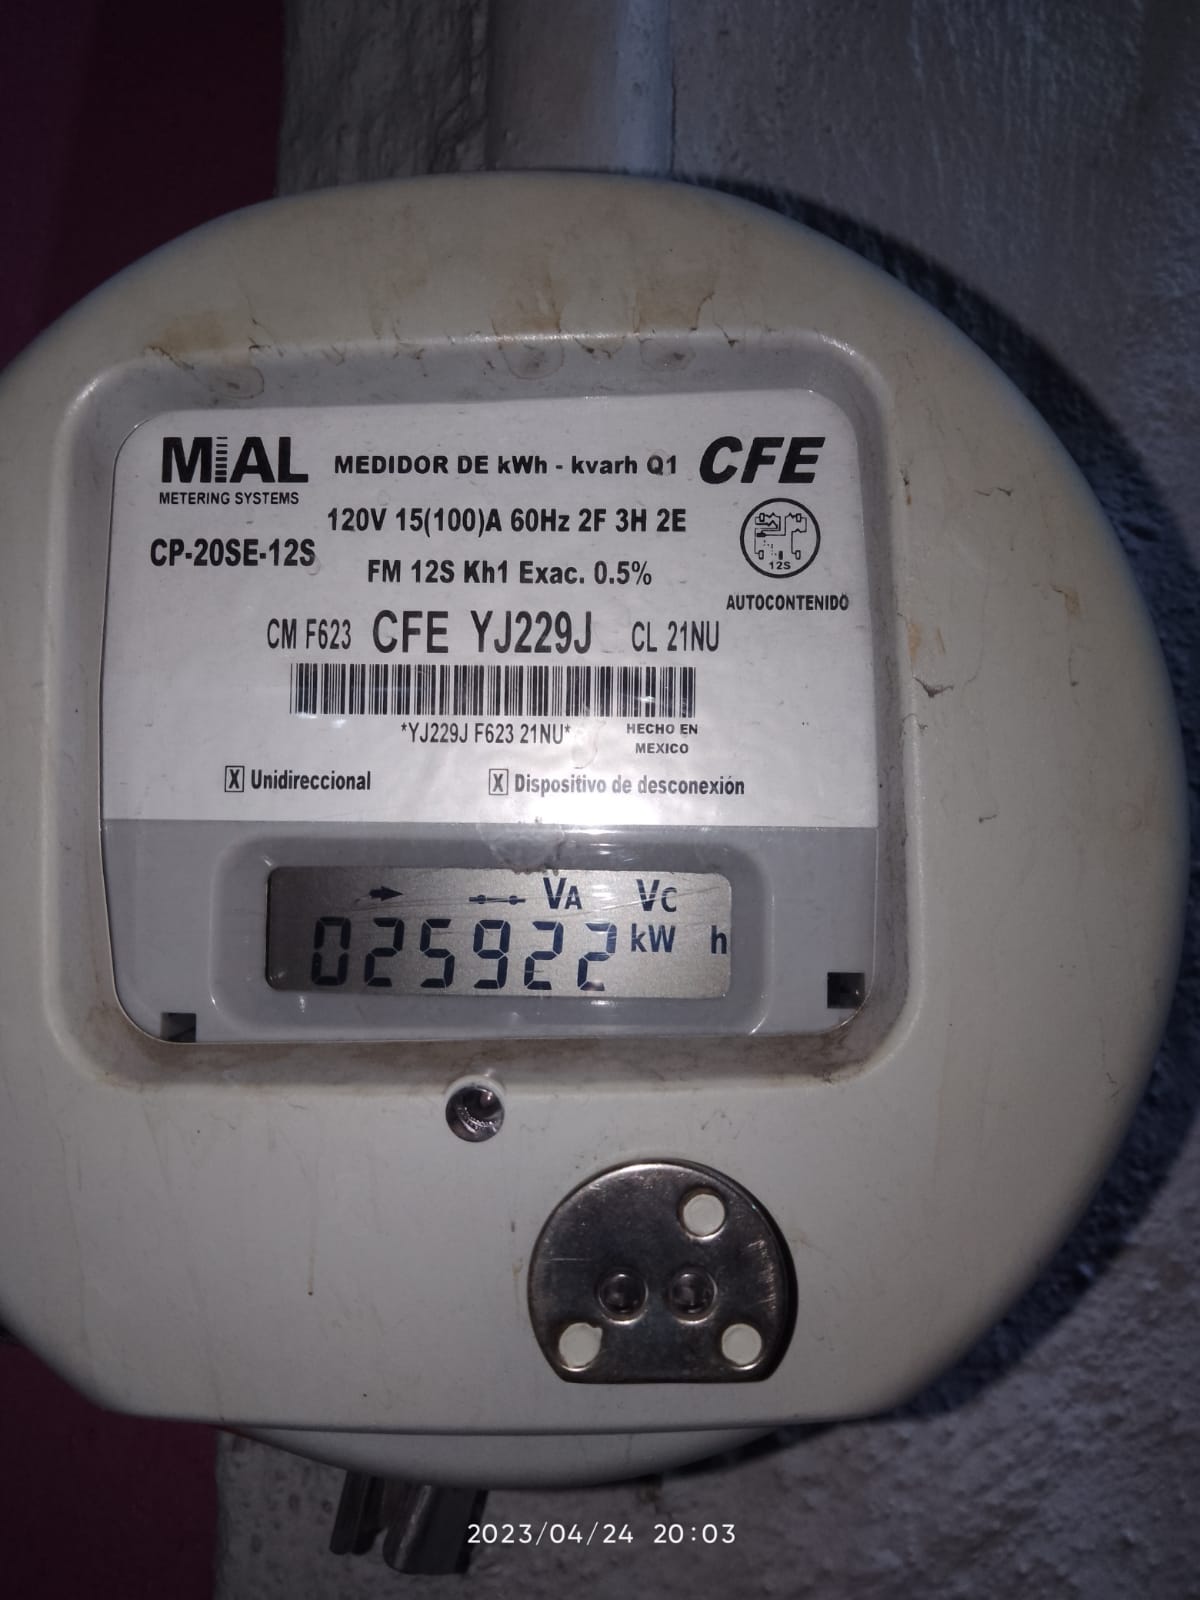 MIAL
METERING SYSTEMS
MEDIDOR DE kWh - kvarh Q1
CFE
120V 15(100)A 60Hz 2F 3H 2E
CP-20SE-12S
FM 12S Kh1 Exac. 0.5%
12S
AUTOCONTENIDO
CM F623 CFE YJ229J CL 21NU
*YJ229J F623 21NU*
HECHO EN
MEXICO
X Unidireccional
X Dispositivo de desconexión
VA VC
025922 kW h
2023/04/24 20:03